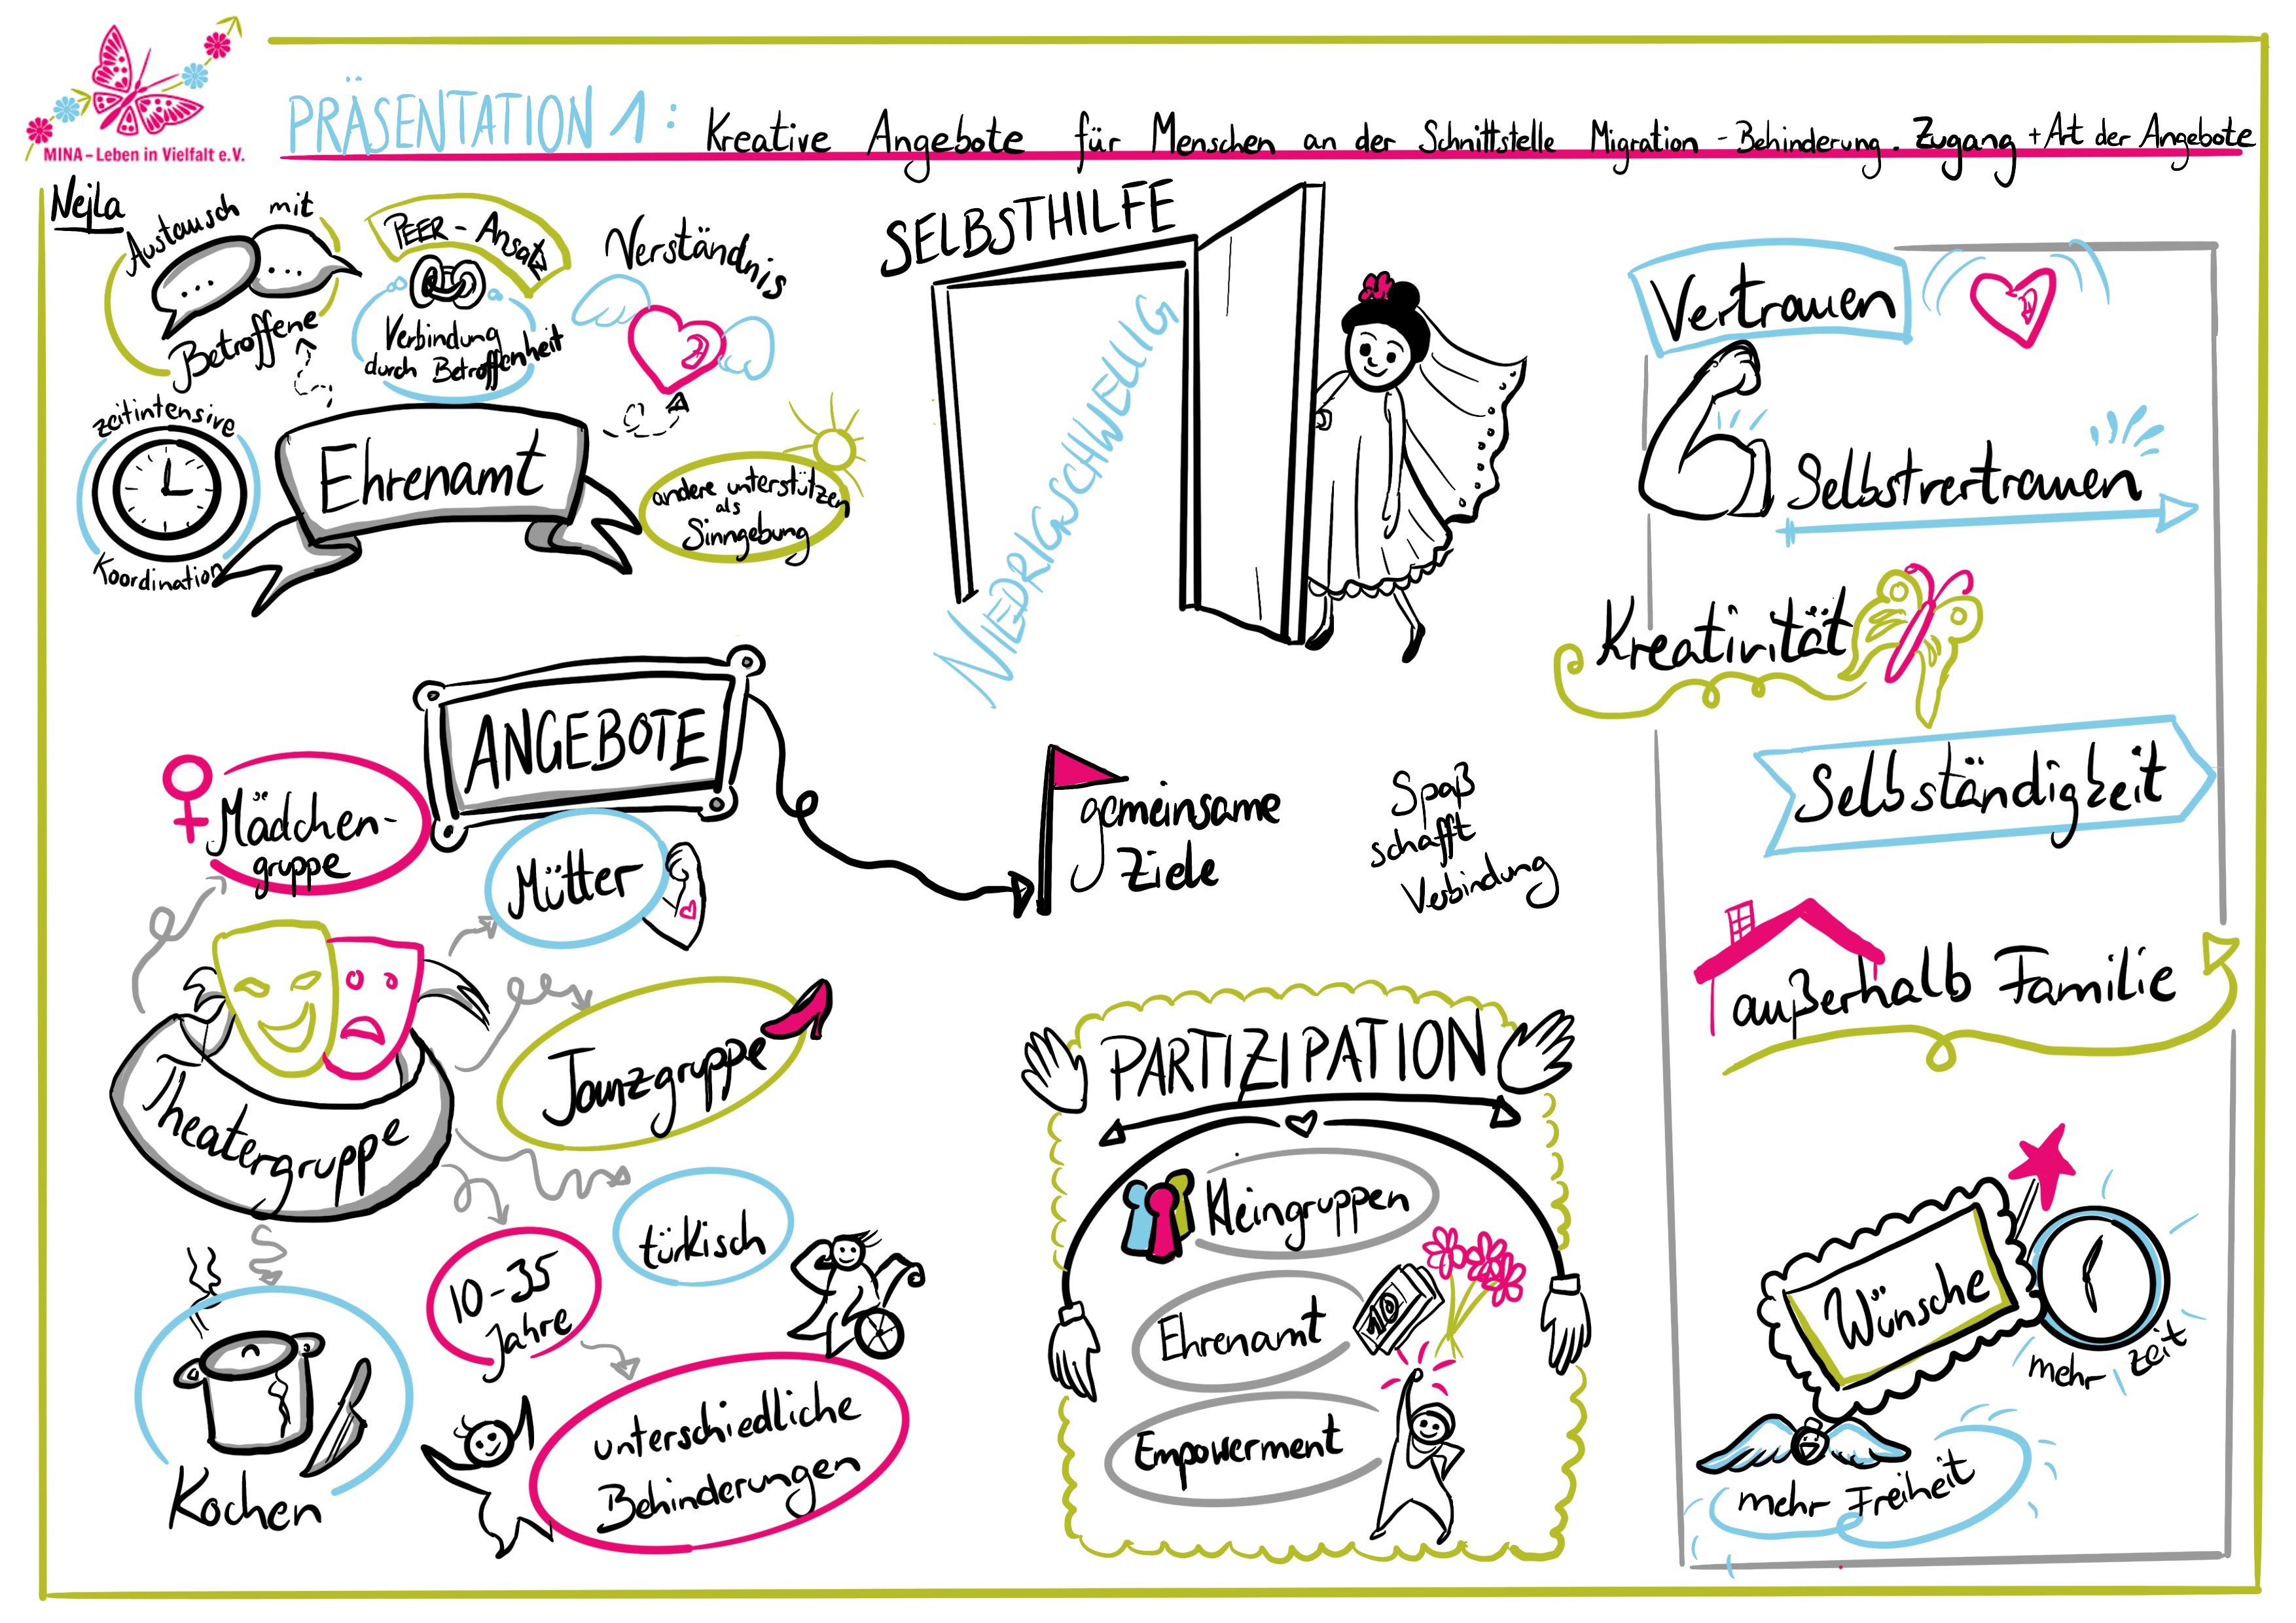 MINA – Leben in Vielfalt e.V.
PRÄSENTATION 1: Kreative Angebote für Menschen an der Schnittstelle Migration - Behinderung. Zugang + Art der Angebote
Nejla
Austausch mit
Betroffene
PEER - Ansatz
Verbindung
durch Betroffenheit
Verständnis
zeitintensive
Koordination
Ehrenamt
andere unterstützen
als
Sinngebung
SELBSTHILFE
NIEDRIGSCHWELLIG
ANGEBOTE
gemeinsame
Ziele
Spaß
schafft
Verbindung
Mädchen-
gruppe
Mütter
Tanzgruppe
Theatergruppe
türkisch
10-35
Jahre
unterschiedliche
Behinderungen
Kochen
PARTIZIPATION
Kleingruppen
Ehrenamt
10
Empowerment
Vertrauen
Selbstvertrauen
Kreativität
Selbständigkeit
außerhalb Familie
Wünsche
mehr Zeit
mehr Freiheit